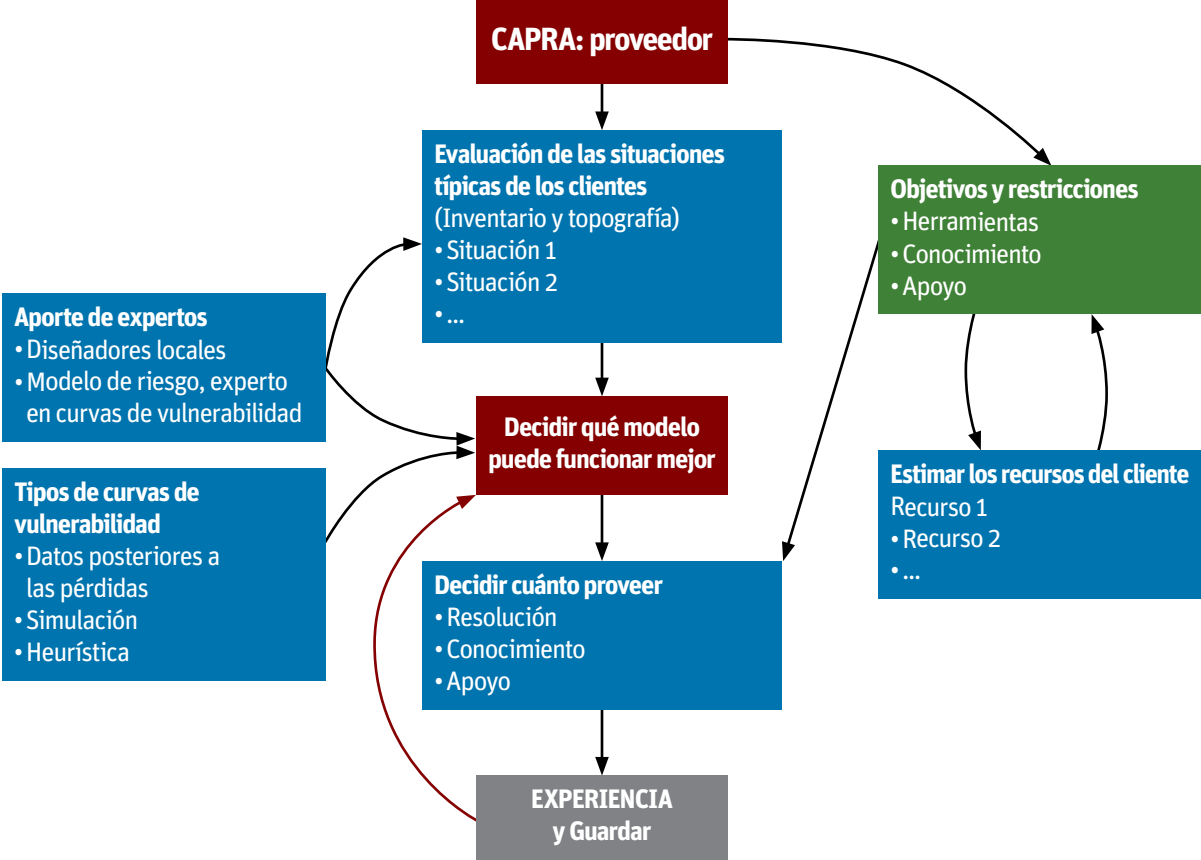 CAPRA: proveedor
Evaluación de las situaciones
típicas de los clientes
(Inventario y topografía)
• Situación 1
• Situación 2
• ...
Objetivos y restricciones
• Herramientas
• Conocimiento
• Apoyo
Aporte de expertos
• Diseñadores locales
• Modelo de riesgo, experto
en curvas de vulnerabilidad
Decidir qué modelo
puede funcionar mejor
Tipos de curvas de
vulnerabilidad
• Datos posteriores a
las pérdidas
• Simulación
• Heurística
Estimar los recursos del cliente
Recurso 1
• Recurso 2
• ...
Decidir cuánto proveer
• Resolución
• Conocimiento
• Apoyo
EXPERIENCIA
y Guardar